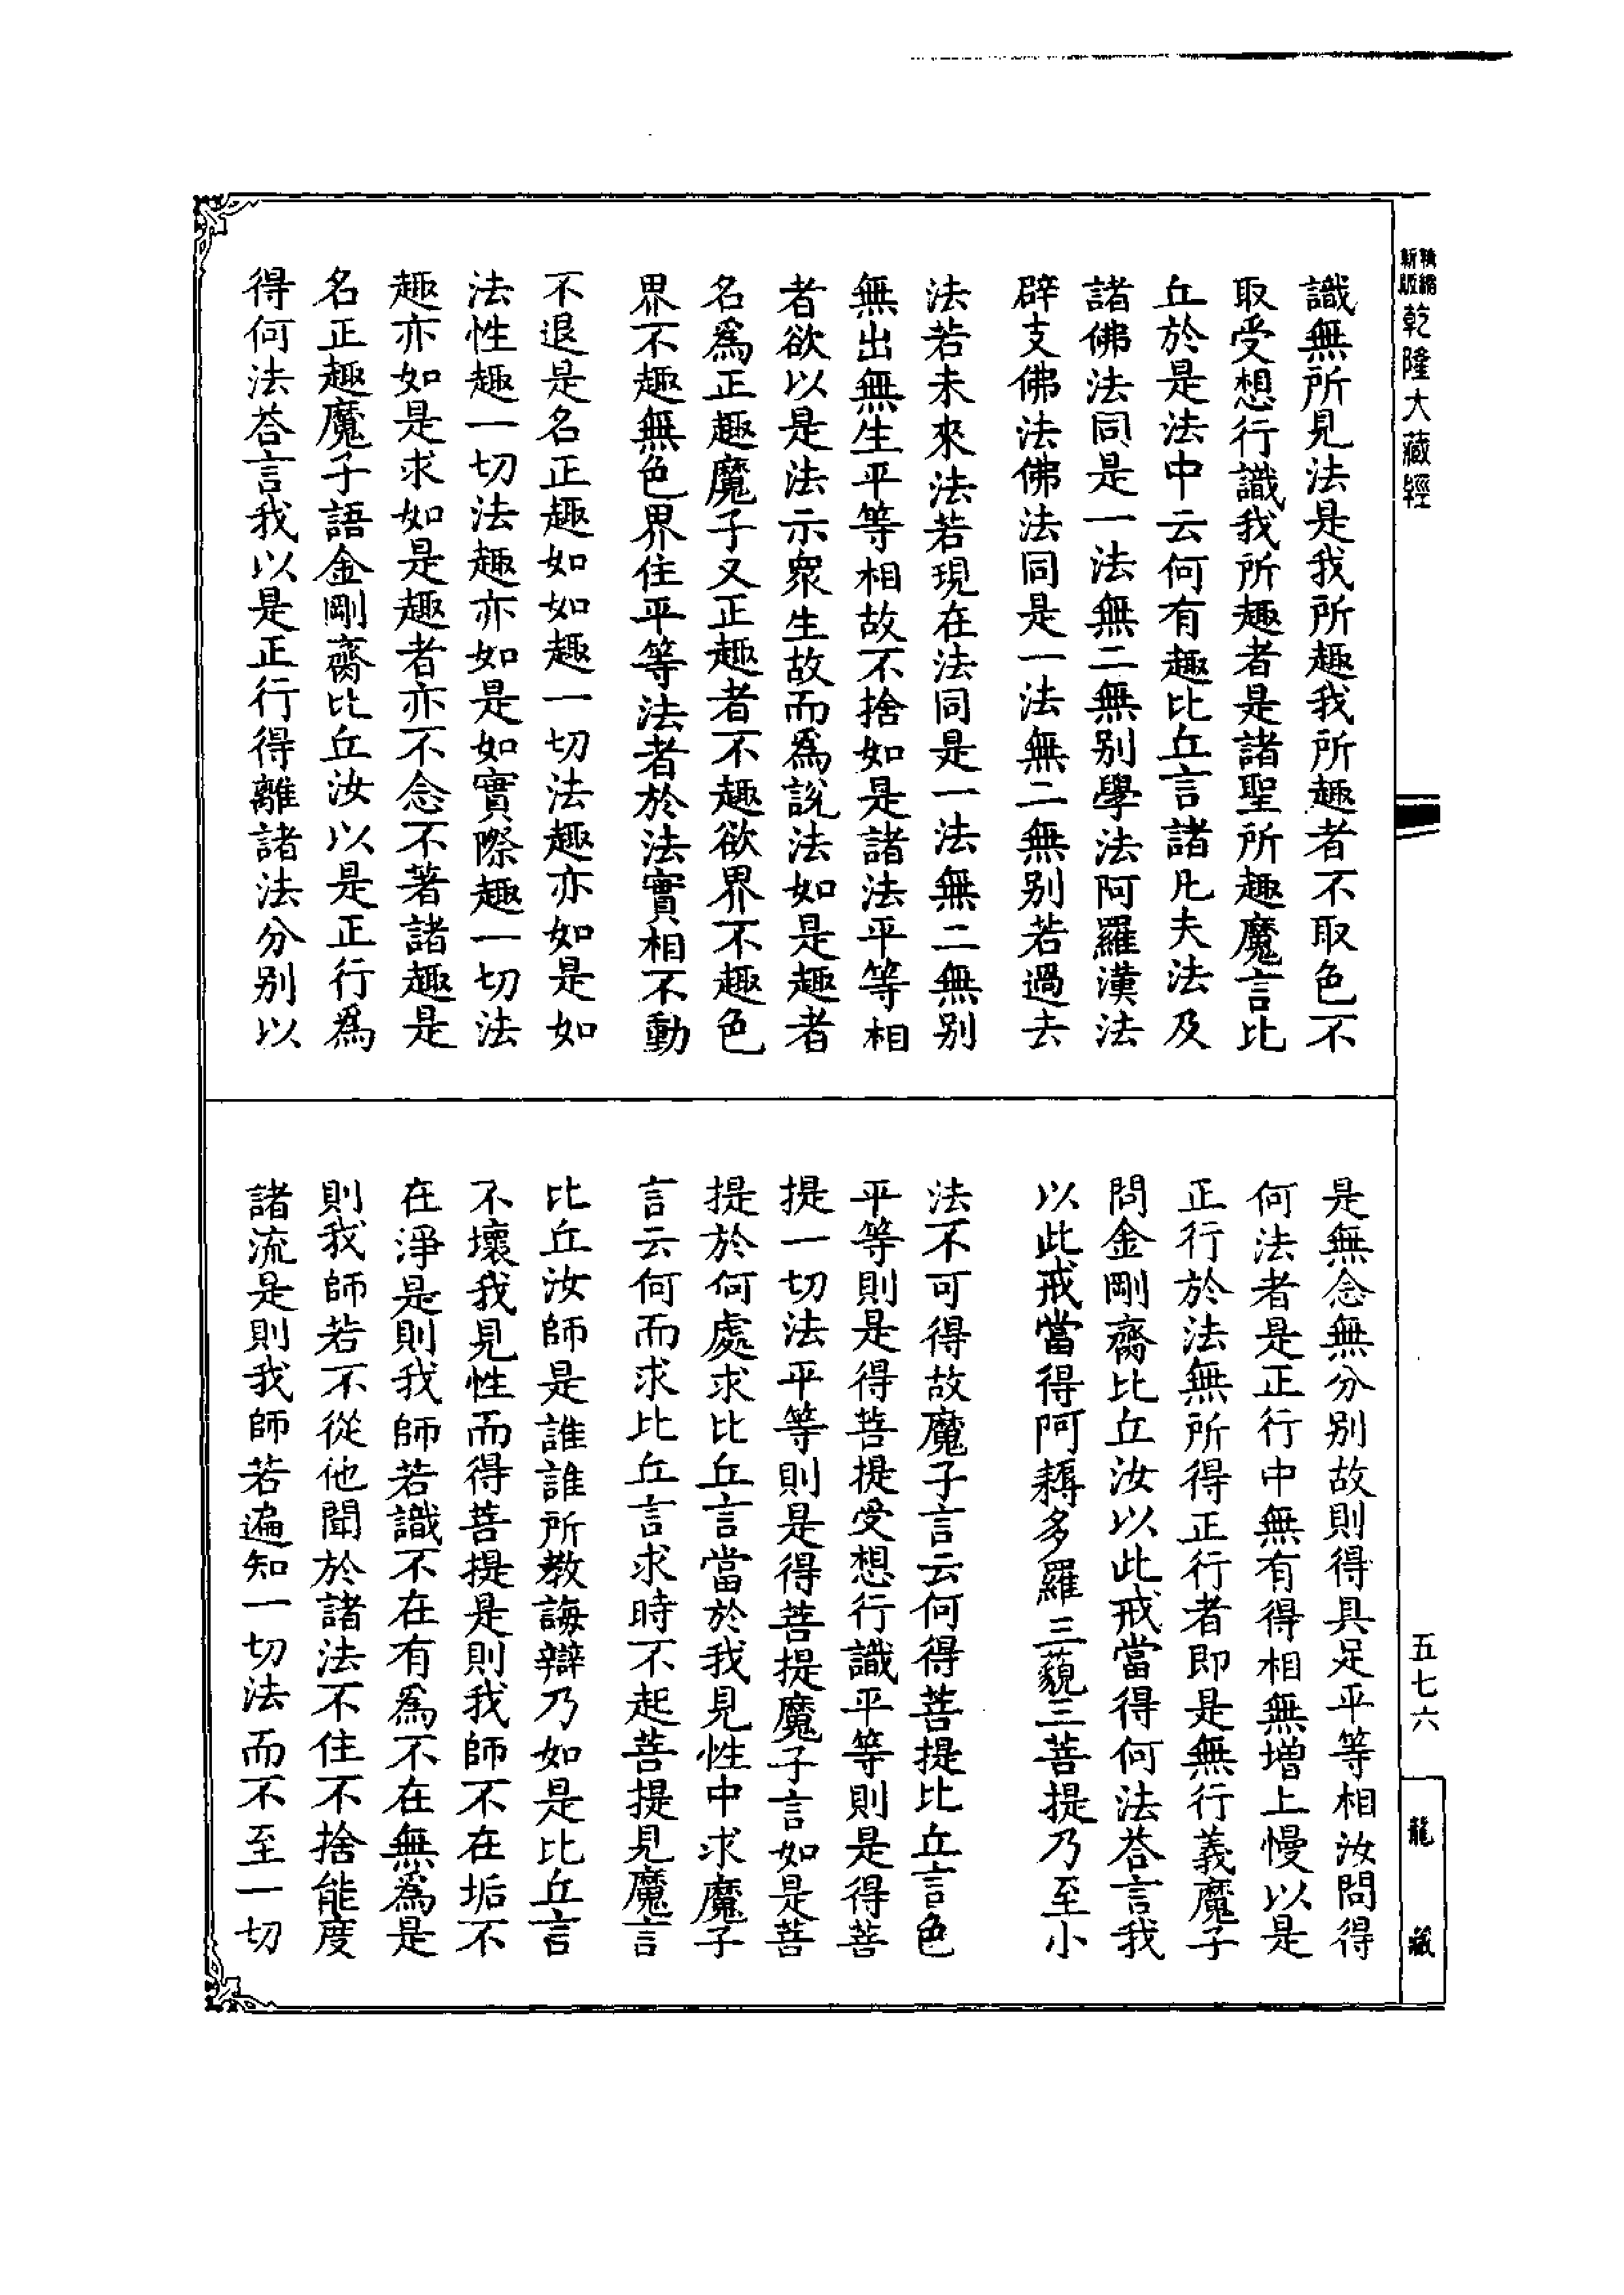 精縮
新版
乾隆大藏經
識無所見法是我所趣我所趣者不取色不
取受想行識我所趣者是諸聖所趣魔言比
丘於是法中云何有趣比丘言諸凡夫法及
諸佛法同是一法無二無別學法阿羅漢法
辟支佛法佛法同是一法無二無別若過去
法若未來法若現在法同是一法無二無別
無出無生平等相故不捨如是諸法平等相
者欲以是法示眾生故而為說法如是趣者
名為正趣魔子又正趣者不趣欲界不趣色
界不趣無色界住平等法者於法實相不動
不退是名正趣如如趣一切法趣亦如是如
法性趣一切法趣亦如是如實際趣一切法
趣亦如是求如是趣者亦不念不著諸趣是
名正趣魔子語金剛齋比丘汝以是正行為
得何法荅言我以是正行得離諸法分別以
是無念無分別故則得具足平等相汝問得
何法者是正行中無有得相無增上慢以是
正行於法無所得正行者即是無行義魔子
問金剛齋比丘汝以此戒當得何法荅言我
以此戒當得阿耨多羅三藐三菩提乃至小
法不可得故魔子言云何得菩提比丘言色
平等則是得菩提受想行識平等則是得菩
提一切法平等則是得菩提魔子言如是菩
提於何處求比丘言當於我見性中求魔子
言云何而求比丘言求時不起菩提見魔言
比丘汝師是誰誰所教誨辯乃如是比丘言
不壞我見性而得菩提是則我師不在垢不
在淨是則我師若識不在有為不在無為是
則我師若不從他聞於諸法不住不捨能度
諸流是則我師若遍知一切法而不至一切
五七六
龍藏